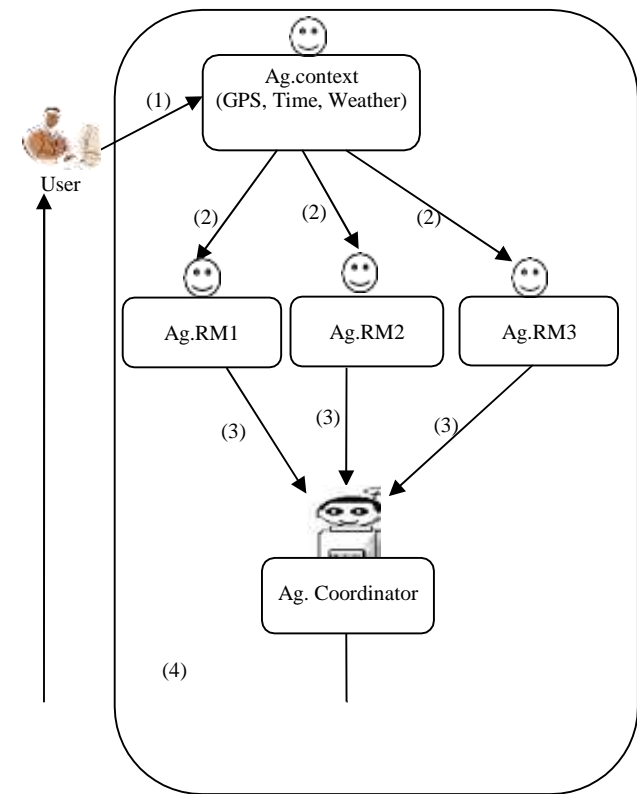 Ag.context
(GPS, Time, Weather)
(1)
User
(2)
(2)
(2)
Ag.RM1
Ag.RM2
Ag.RM3
(3)
(3)
(3)
Ag. Coordinator
(4)